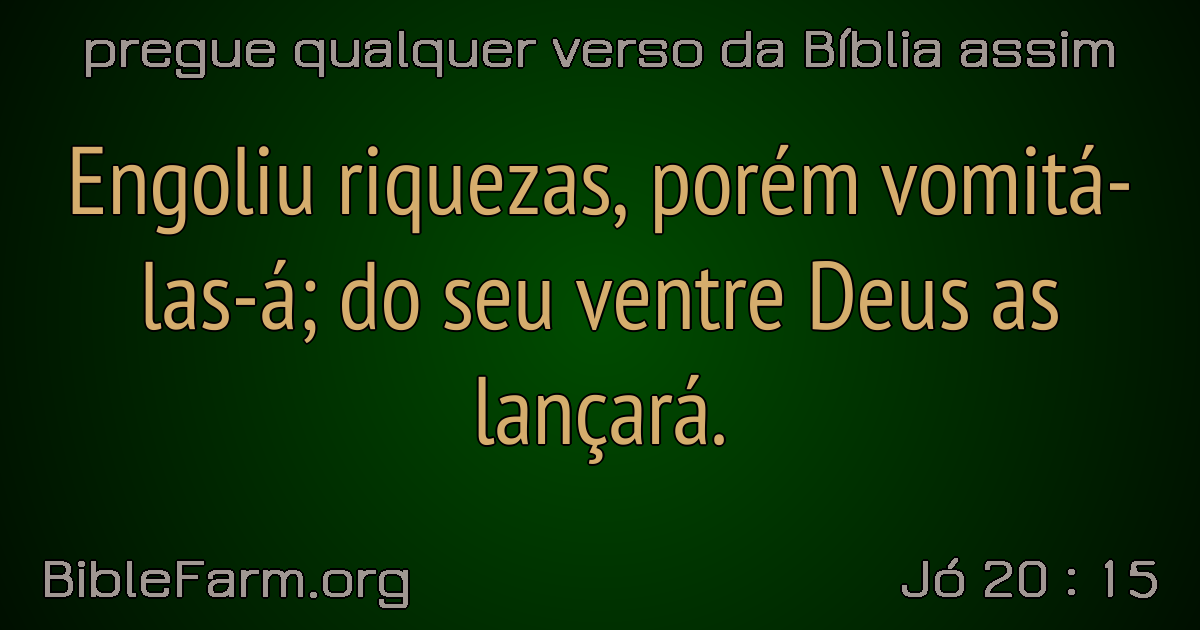 pregue qualquer verso da Bíblia assim
Engoliu riquezas, porém vomitá-
las-á; do seu ventre Deus as
lançará.
BibleFarm.org
Jó 20 : 15